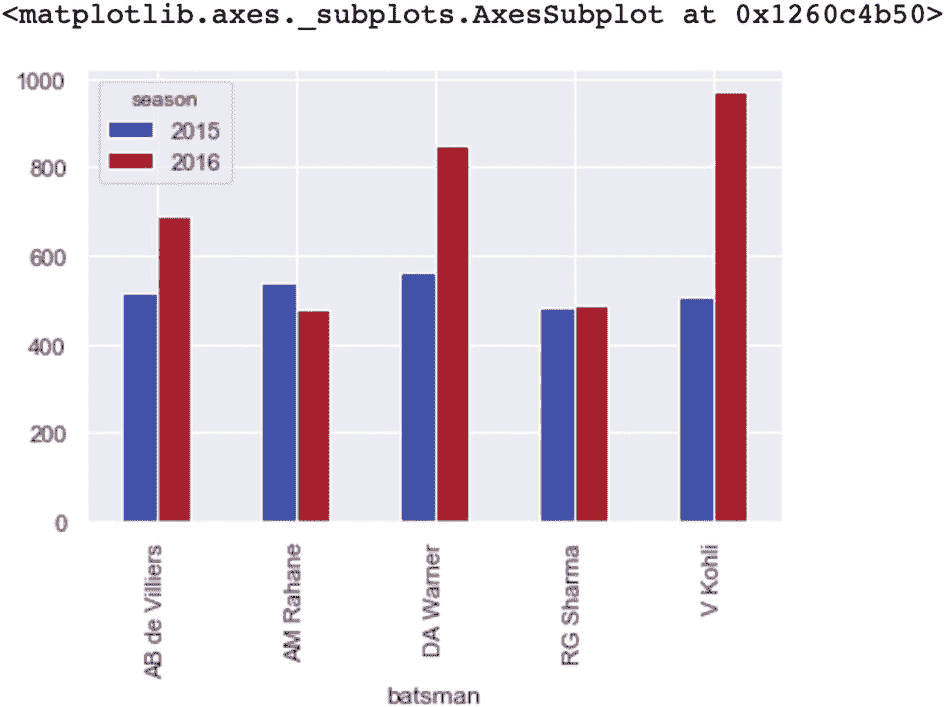 <matplotlib.axes._subplots.AxesSubplot at 0x1260c4b50>
1000
800
600
400
200
0
season
2015
2016
AB de Villiers
AM Rahane
DA Warner
RG Sharma
V Kohli
batsman